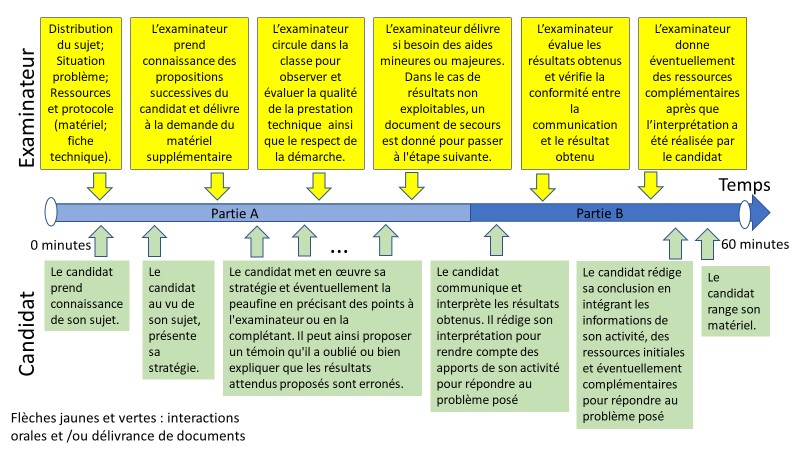 Examinateur
Distribution
du sujet;
Situation
problème;
Ressources
et protocole
(matériel;
fiche
technique).
L'examinateur
prend
connaissance des
propositions
successives du
candidat et délivre
à la demande du
matériel
supplémentaire
L'examinateur
circule dans la
classe pour
observer et
évaluer la qualité
de la prestation
technique ainsi
que le respect de
la démarche.
L'examinateur délivre
si besoin des aides
mineures ou majeures.
Dans le cas de
résultats non
exploitables, un
document de secours
est donné pour passer
à l'étape suivante.
L'examinateur
évalue les
résultats obtenus
et vérifie la
conformité entre
la
communication
et le résultat
obtenu
L'examinateur
donne
éventuellement
des ressources
complémentaires
après que
l'interprétation a
été réalisée par
le candidat
Temps
Partie A
Partie B
0 minutes
...
60 minutes
Candidat
Le candidat
prend
connaissance
de son sujet.
Le
candidat
au vu de
son sujet,
présente
sa
stratégie.
Le candidat met en œuvre sa
stratégie et éventuellement la
peaufine en précisant des points à
l'examinateur ou en la
complétant. Il peut ainsi proposer
un témoin qu'il a oublié ou bien
expliquer que les résultats
attendus proposés sont erronés.
Le candidat
communique et
interprète les résultats
obtenus. Il rédige son
interprétation pour
rendre compte des
apports de son activité
pour répondre au
problème posé
Le candidat rédige
sa conclusion en
intégrant les
informations de
son activité, des
ressources initiales
et éventuellement
complémentaires
pour répondre au
problème posé
Le
candidat
range son
matériel.
Flèches jaunes et vertes : interactions
orales et /ou délivrance de documents